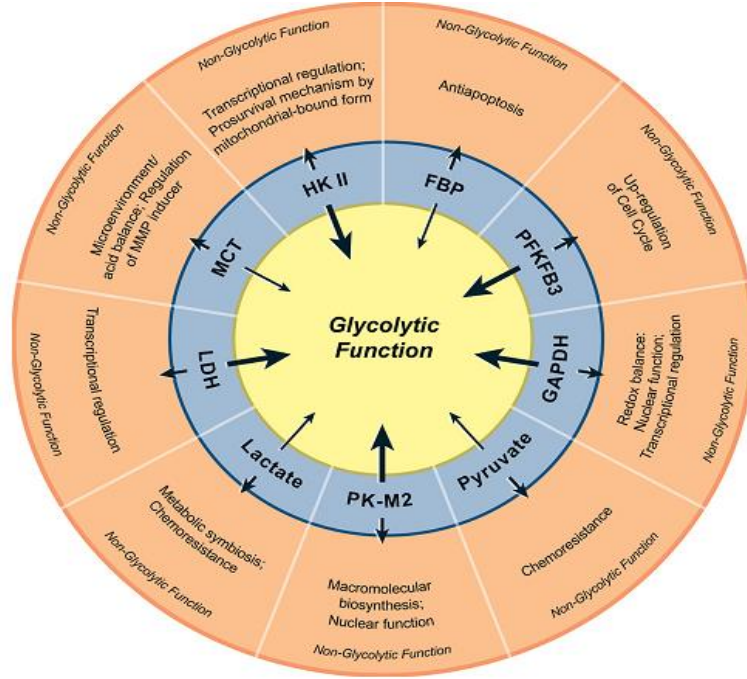 Glycolytic
Function
HK II
Non-Glycolytic Function
Transcriptional regulation;
Prosurvival mechanism by
mitochondrial-bound form
FBP
Non-Glycolytic Function
Antiapoptosis
PFKFB3
Non-Glycolytic Function
Up-regulation
of Cell Cycle
GAPDH
Non-Glycolytic Function
Redox balance:
Nuclear function;
Transcriptional regulation
Pyruvate
Chemoresistance
Non-Glycolytic Function
PK-M2
Macromolecular
biosynthesis;
Nuclear function
Non-Glycolytic Function
Lactate
Metabolic symbiosis;
Chemoresistance
Non-Glycolytic Function
LDH
Transcriptional regulation
Non-Glycolytic Function
MCT
Non-Glycolytic Function
Microenvironment/
acid balance; Regulation
of MMP inducer